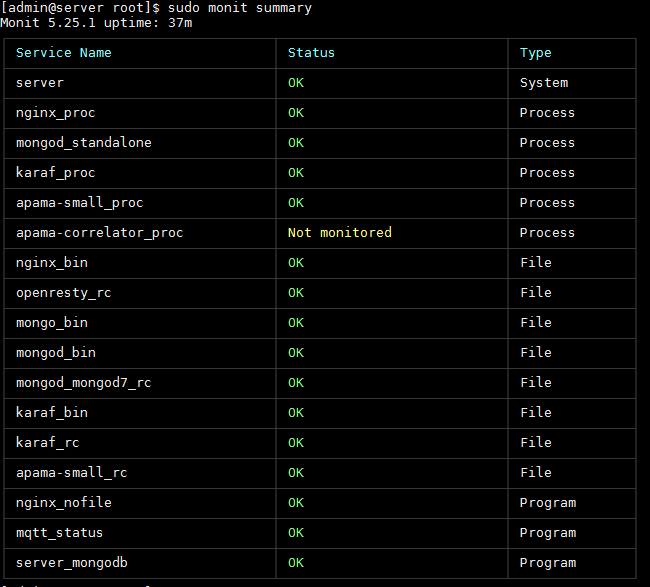 [admin@server root]$ sudo monit summary
Monit 5.25.1 uptime: 37m
Service Name Status Type
server OK System
nginx_proc OK Process
mongod_standalone OK Process
karaf_proc OK Process
apama-small_proc OK Process
apama-correlator_proc Not monitored Process
nginx_bin OK File
openresty_rc OK File
mongo_bin OK File
mongod_bin OK File
mongod_mongod7_rc OK File
karaf_bin OK File
karaf_rc OK File
apama-small_rc OK File
nginx_nofile OK Program
mqtt_status OK Program
server_mongodb OK Program